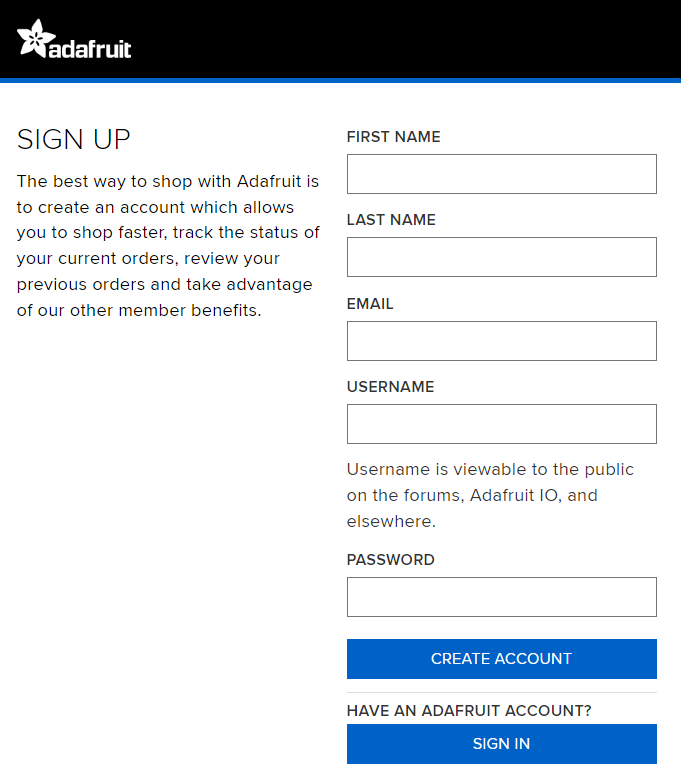 adafruit
SIGN UP
The best way to shop with Adafruit is
to create an account which allows
you to shop faster, track the status of
your current orders, review your
previous orders and take advantage
of our other member benefits.
FIRST NAME
LAST NAME
EMAIL
USERNAME
Username is viewable to the public
on the forums, Adafruit IO, and
elsewhere.
PASSWORD
CREATE ACCOUNT
HAVE AN ADAFRUIT ACCOUNT?
SIGN IN